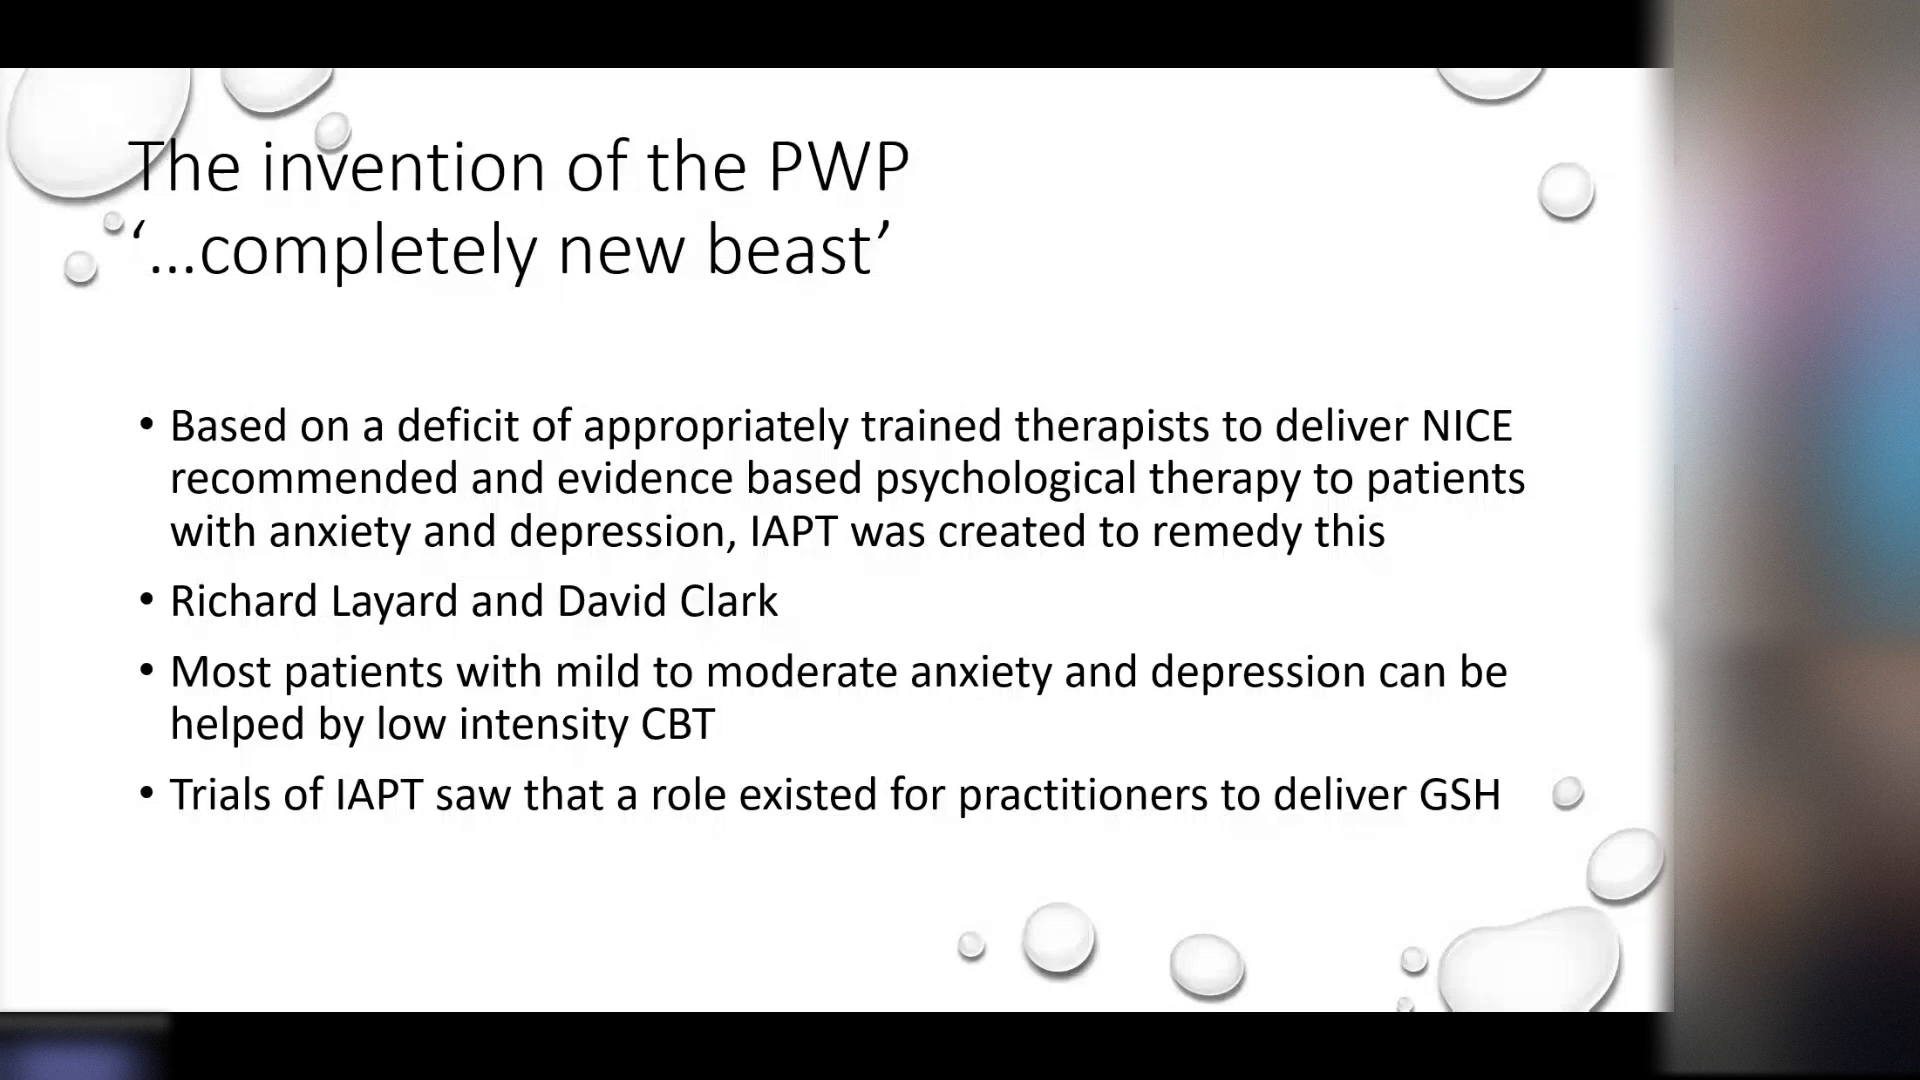 The invention of the PWP
‘…completely new beast’
• Based on a deficit of appropriately trained therapists to deliver NICE
recommended and evidence based psychological therapy to patients
with anxiety and depression, IAPT was created to remedy this
• Richard Layard and David Clark
• Most patients with mild to moderate anxiety and depression can be
helped by low intensity CBT
• Trials of IAPT saw that a role existed for practitioners to deliver GSH